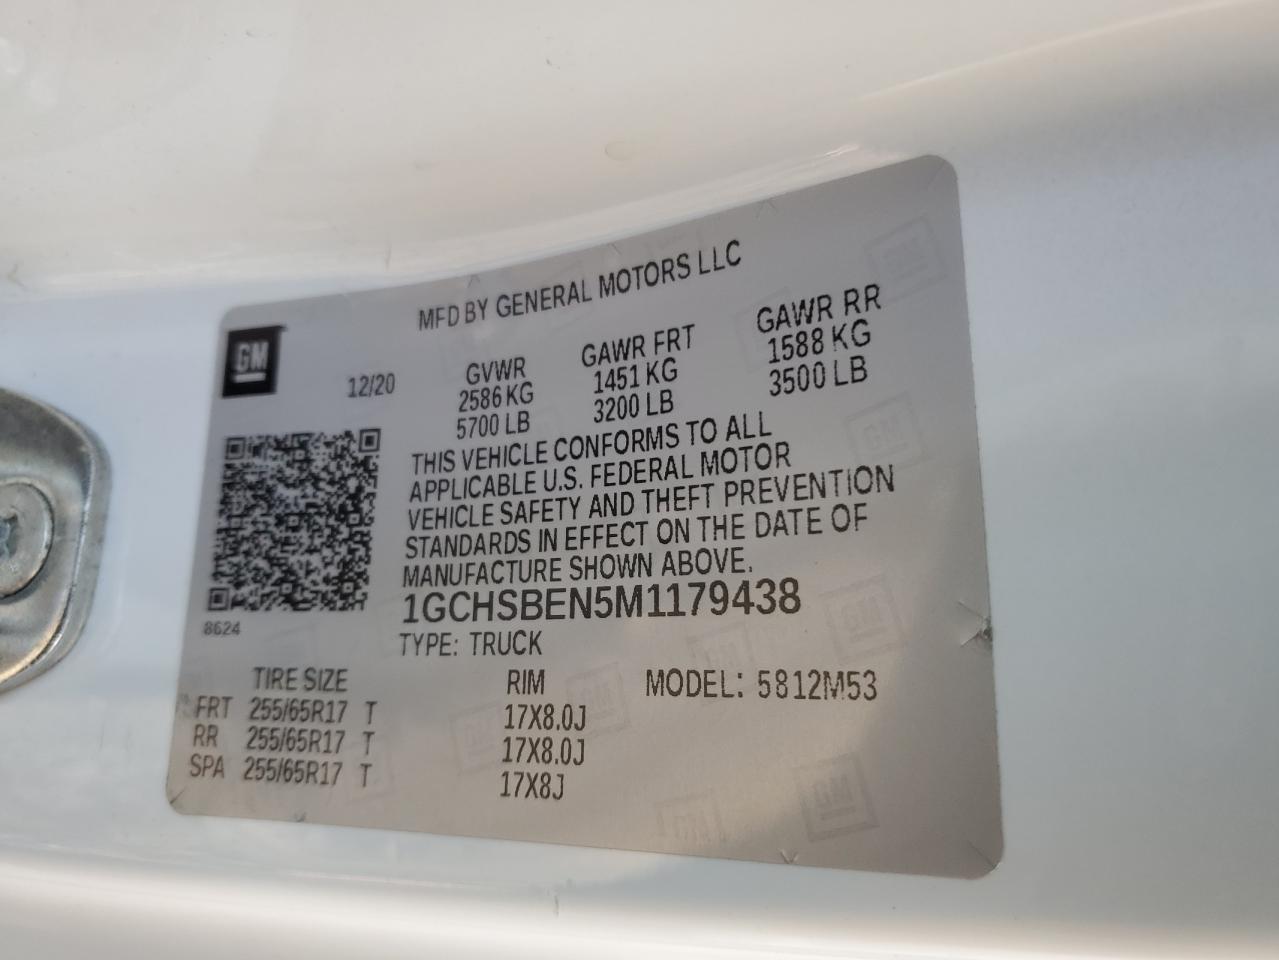 MFD BY GENERAL MOTORS LLC
GM
12/20 GVWR GAWR FRT GAWR RR
2586 KG 1451 KG 1588 KG
5700 LB 3200 LB 3500 LB
THIS VEHICLE CONFORMS TO ALL
APPLICABLE U.S. FEDERAL MOTOR
VEHICLE SAFETY AND THEFT PREVENTION
STANDARDS IN EFFECT ON THE DATE OF
MANUFACTURE SHOWN ABOVE.
1GCHSBEN5M1179438
8624
TYPE: TRUCK
TIRE SIZE RIM MODEL: 5812M53
FRT 255/65R17 T 17X8.0J
RR 255/65R17 T 17X8.0J
SPA 255/65R17 T 17X8J